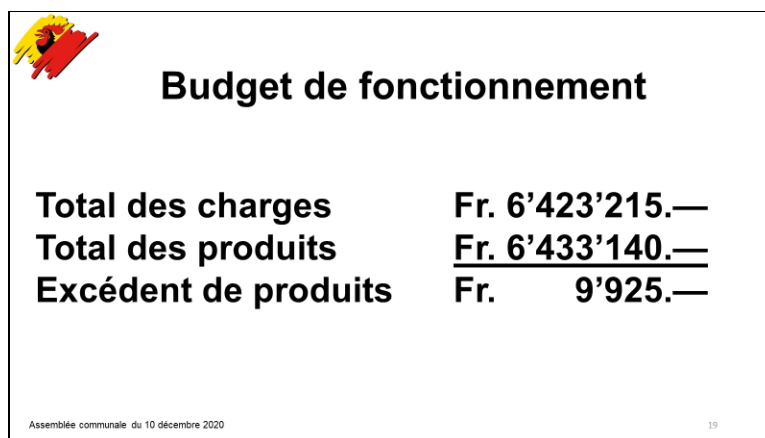 Budget de fonctionnement
Total des charges Fr. 6’423’215.—
Total des produits Fr. 6’433’140.—
Excédent de produits Fr. 9’925.—
Assemblée communale du 10 décembre 2020 19